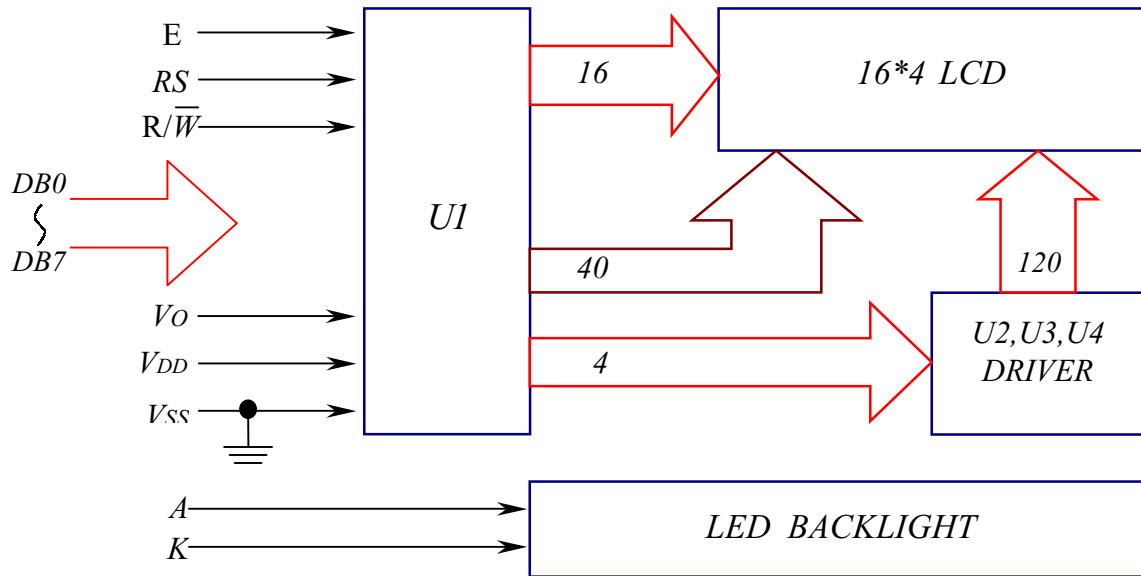 E
RS
R/W̅
DB0
DB7
VO
VDD
VSS
A
K
U1
16
40
4
16*4 LCD
120
U2,U3,U4
DRIVER
LED BACKLIGHT